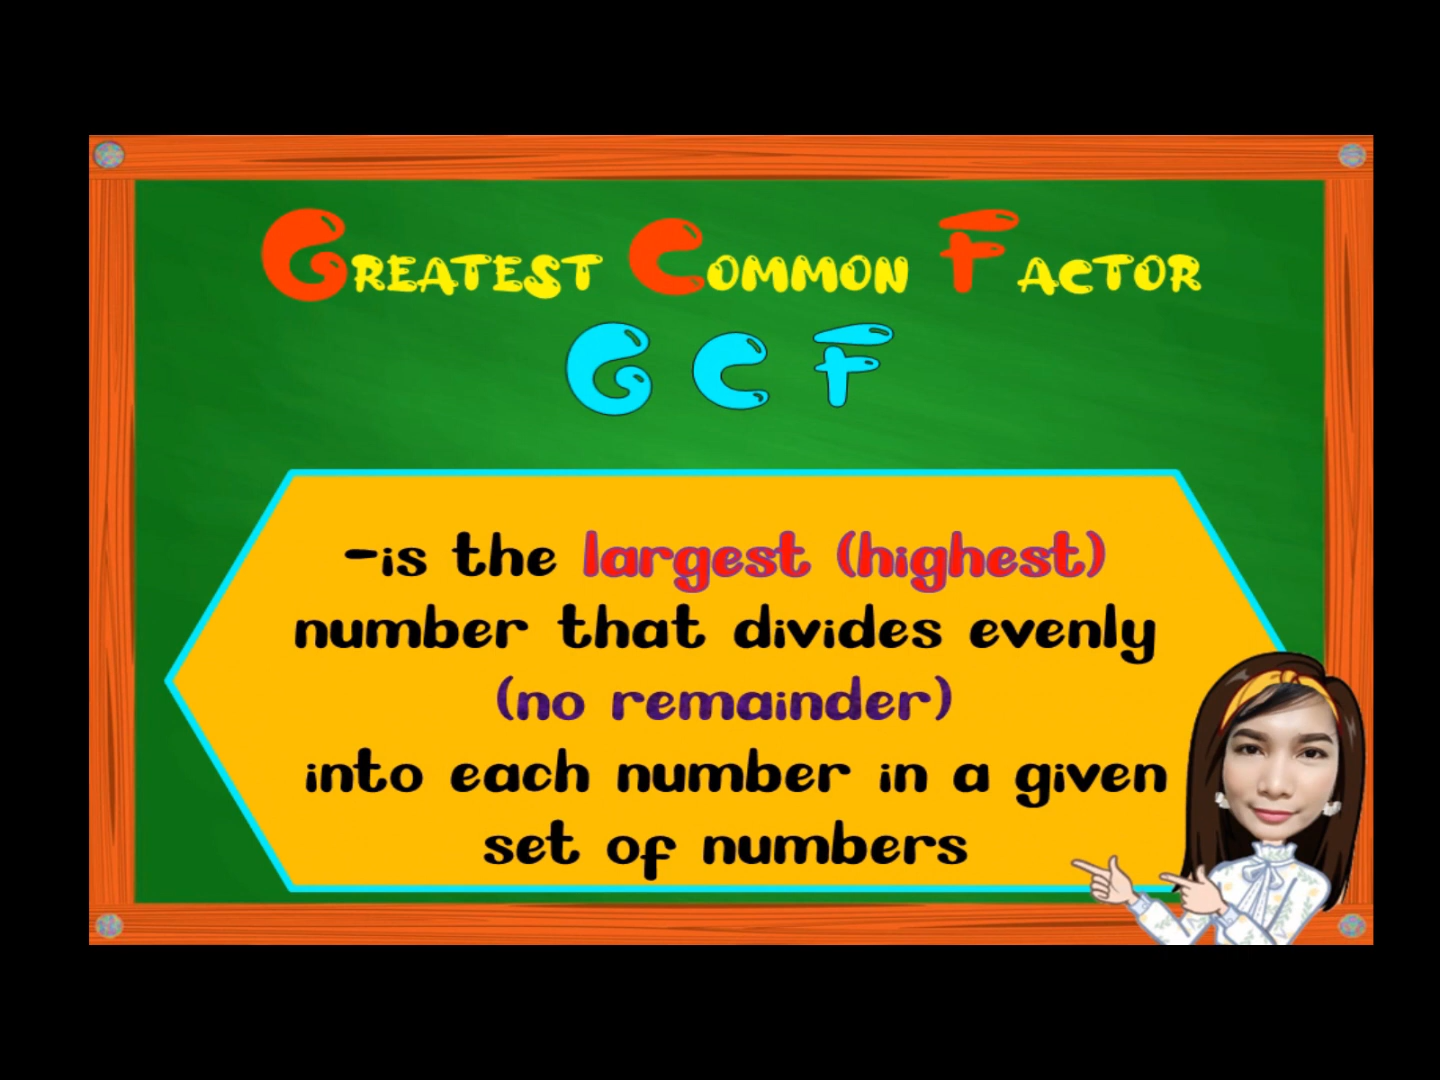 GREATEST COMMON FACTOR
GCF
-is the largest (highest)
number that divides evenly
(no remainder)
into each number in a given
set of numbers